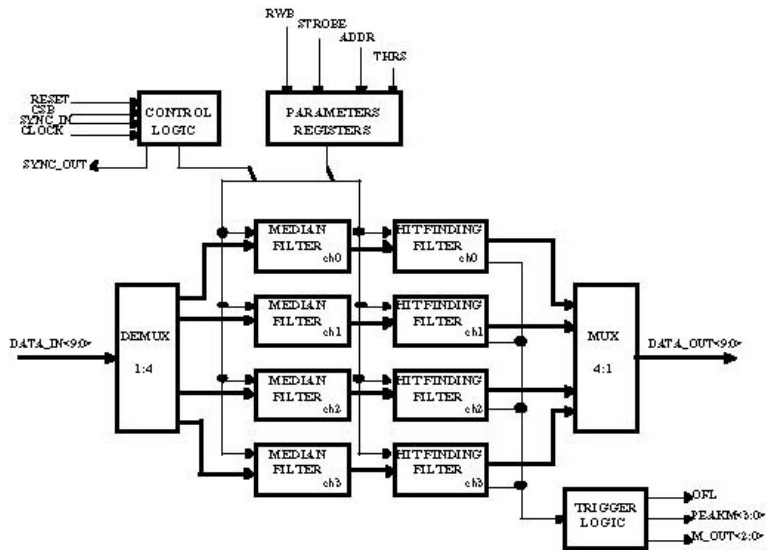 RWB
STROBE
ADDR
THRS
RESET
CSB
SYNC_IN
CLOCK
CONTROL
LOGIC
PARAMETERS
REGISTERS
SYNC_OUT
MEDIAN
FILTER
ch0
HITFINDING
FILTER
ch0
MEDIAN
FILTER
ch1
HITFINDING
FILTER
ch1
DATA_IN<9:0>
DEMUX
1:4
MUX
4:1
DATA_OUT<9:0>
MEDIAN
FILTER
ch2
HITFINDING
FILTER
ch2
MEDIAN
FILTER
ch3
HITFINDING
FILTER
ch3
TRIGGER
LOGIC
OFL
PEAKM<3:0>
M_OUT<2:0>